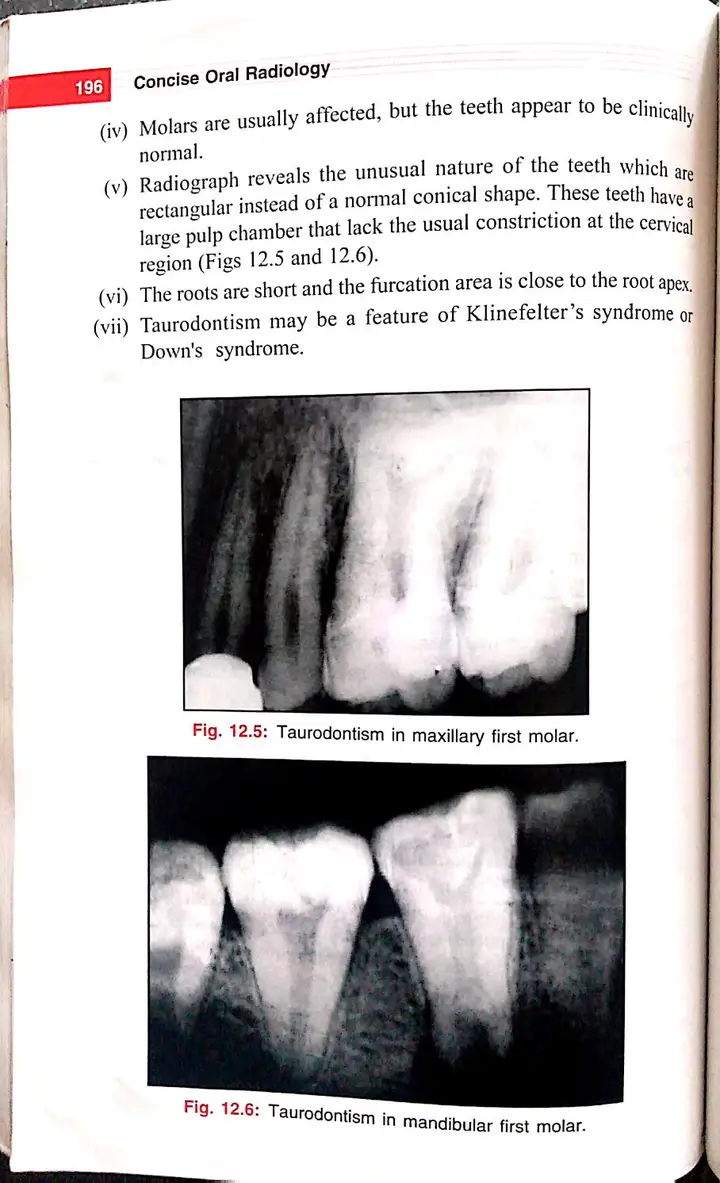 196 Concise Oral Radiology
(iv) Molars are usually affected, but the teeth appear to be clinically
normal.
(v) Radiograph reveals the unusual nature of the teeth which are
rectangular instead of a normal conical shape. These teeth have a
large pulp chamber that lack the usual constriction at the cervical
region (Figs 12.5 and 12.6).
(vi) The roots are short and the furcation area is close to the root apex.
(vii) Taurodontism may be a feature of Klinefelter's syndrome or
Down's syndrome.
Fig. 12.5: Taurodontism in maxillary first molar.
Fig. 12.6: Taurodontism in mandibular first molar.